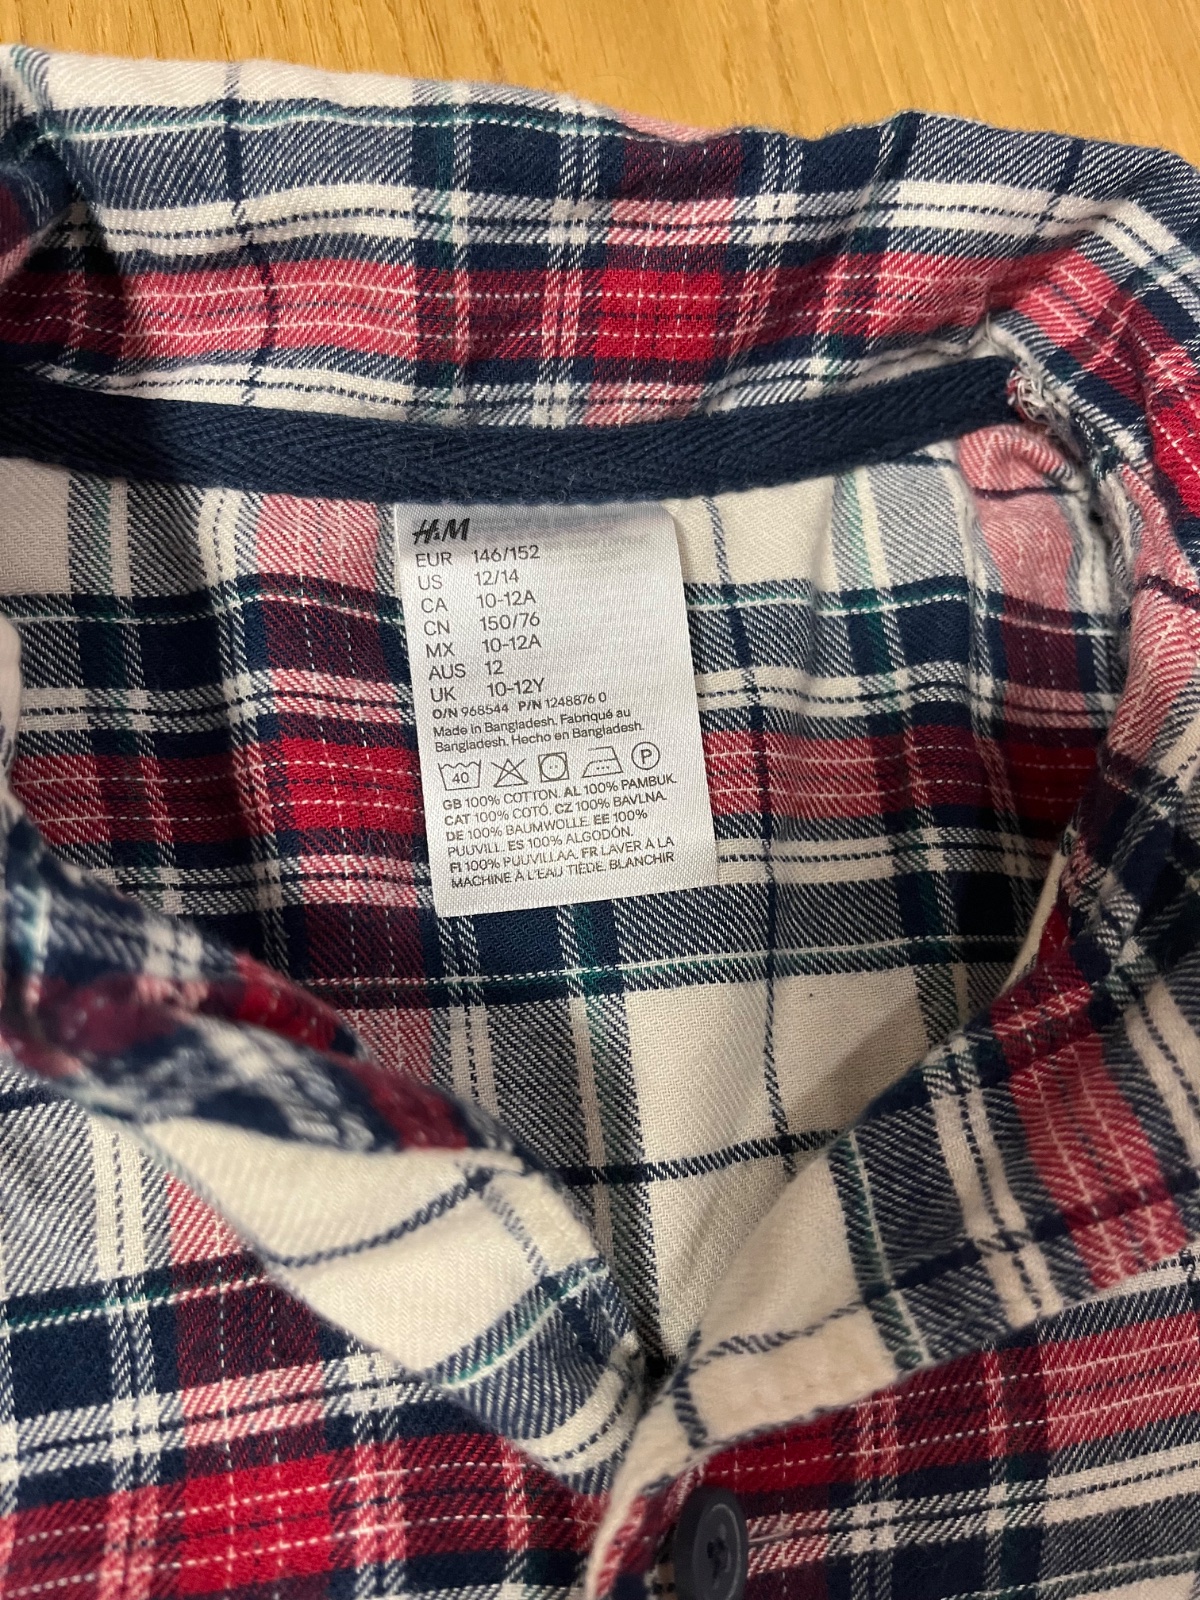 H&M
EUR 146/152
US 12/14
CA 10-12A
CN 150/76
MX 10-12A
AUS 12
UK 10-12Y
O/N 968544 P/N 1248876 0
Made in Bangladesh. Fabriqué au
Bangladesh. Hecho en Bangladesh.
40 P
GB 100% COTTON. AL 100% PAMBUK.
CAT 100% COTÓ. CZ 100% BAVLNA.
DE 100% BAUMWOLLE. EE 100%
PUUVILL. ES 100% ALGODÓN.
FI 100% PUUVILLAA. FR LAVER À LA
MACHINE À L'EAU TIÈDE. BLANCHIR